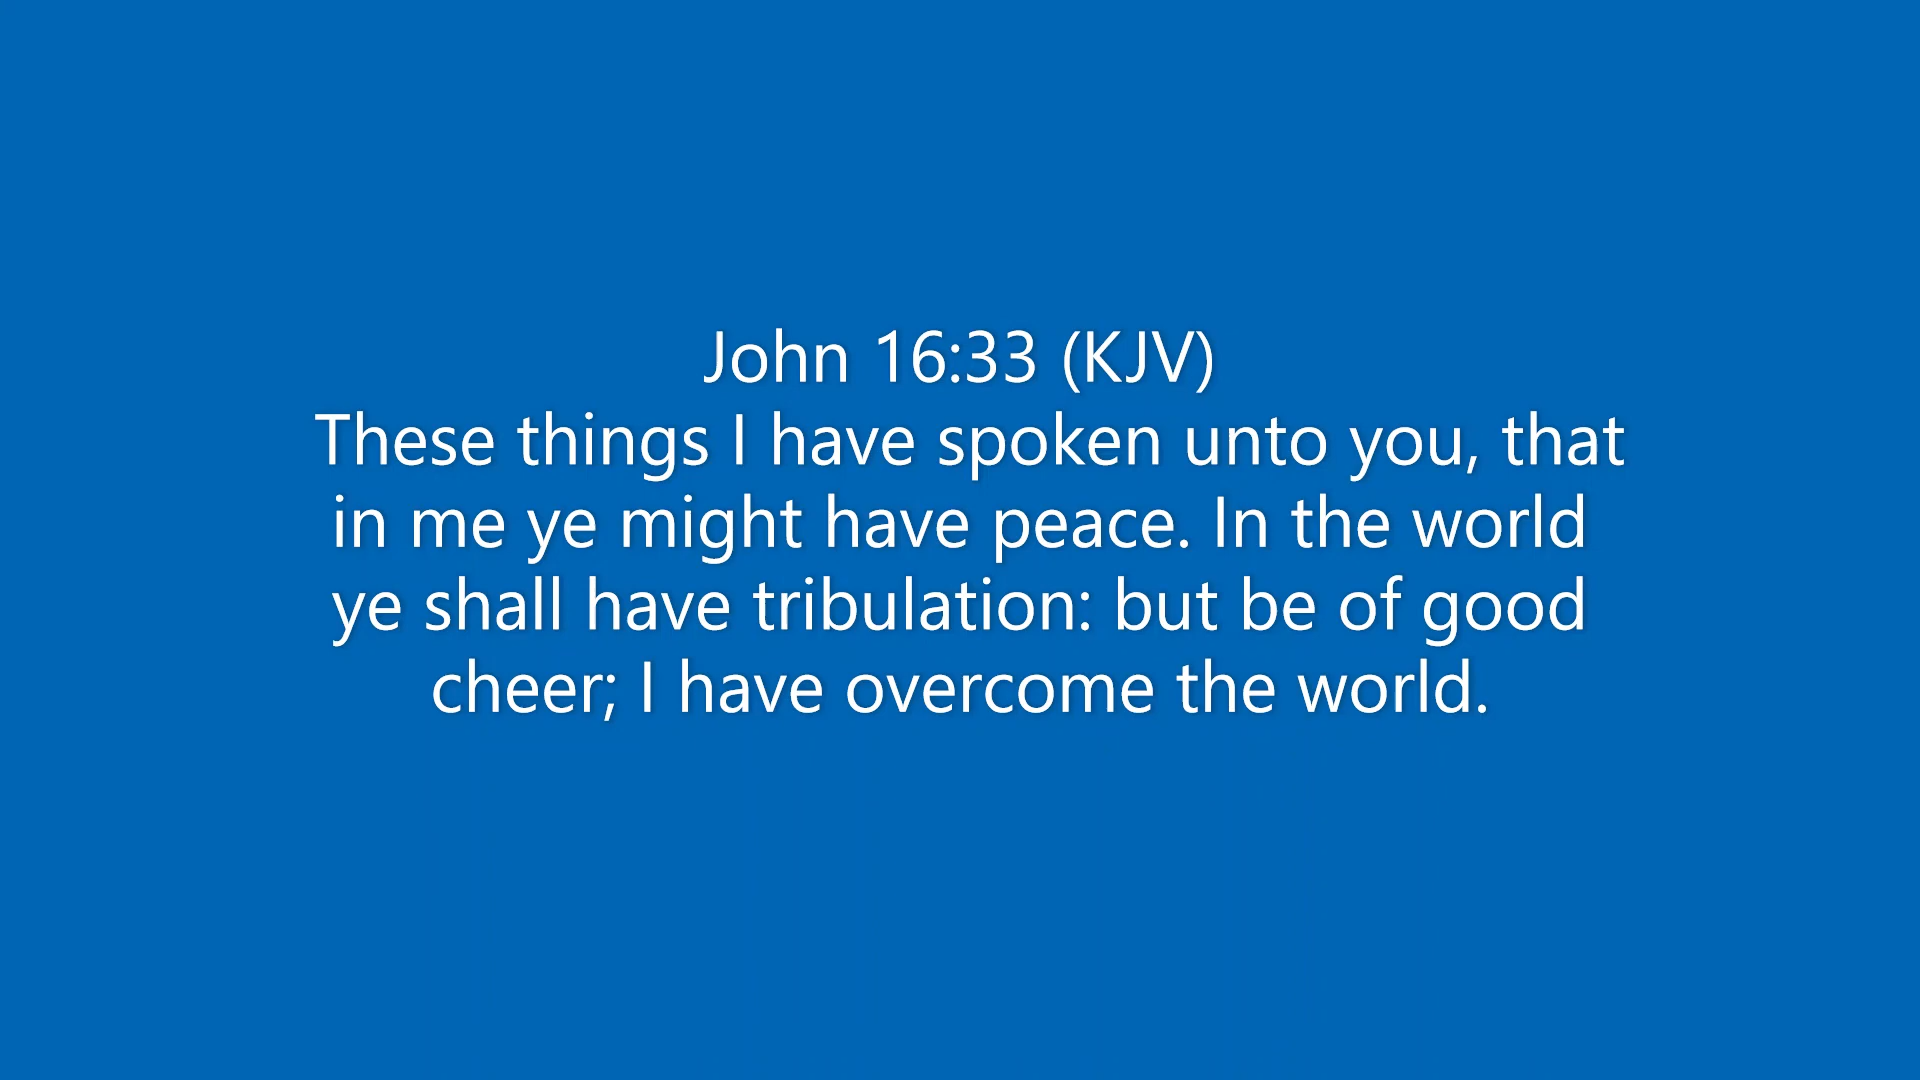 John 16:33 (KJV)
These things I have spoken unto you, that
in me ye might have peace. In the world
ye shall have tribulation: but be of good
cheer; I have overcome the world.